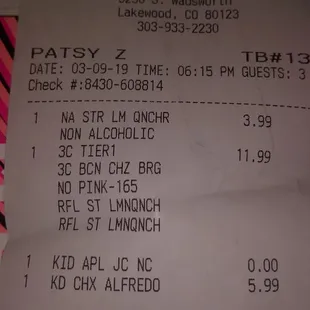 S. Wadsworth
Lakewood, CO 80123
303-933-2230
PATSY Z TB#13
DATE: 03-09-19 TIME: 06:15 PM GUESTS: 3
Check #:8430-608814
1 NA STR LM QNCHR 3.99
NON ALCOHOLIC
1 3C TIER1 11.99
3C BCN CHZ BRG
NO PINK-165
RFL ST LMNQNCH
RFL ST LMNQNCH
1 KID APL JC NC 0.00
1 KD CHX ALFREDO 5.99